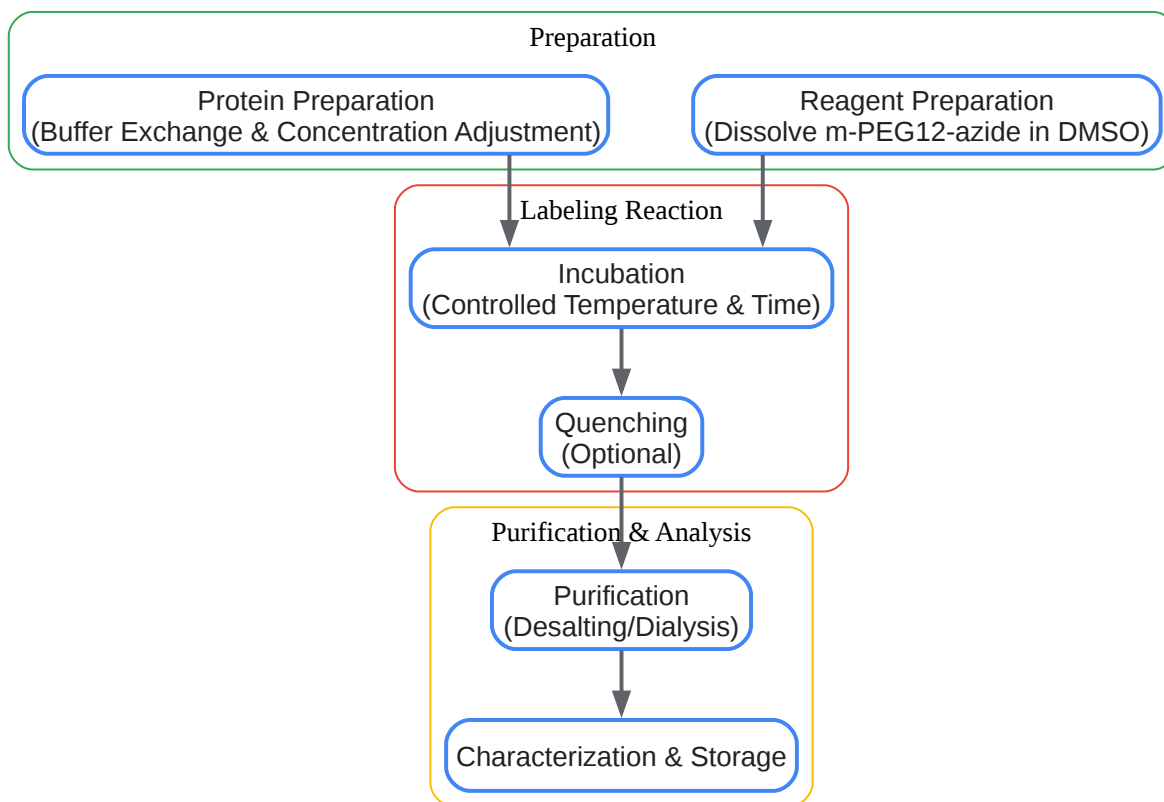 Preparation
Protein Preparation
(Buffer Exchange & Concentration Adjustment)
Reagent Preparation
(Dissolve m-PEG12-azide in DMSO)
Labeling Reaction
Incubation
(Controlled Temperature & Time)
Quenching
(Optional)
Purification & Analysis
Purification
(Desalting/Dialysis)
Characterization & Storage